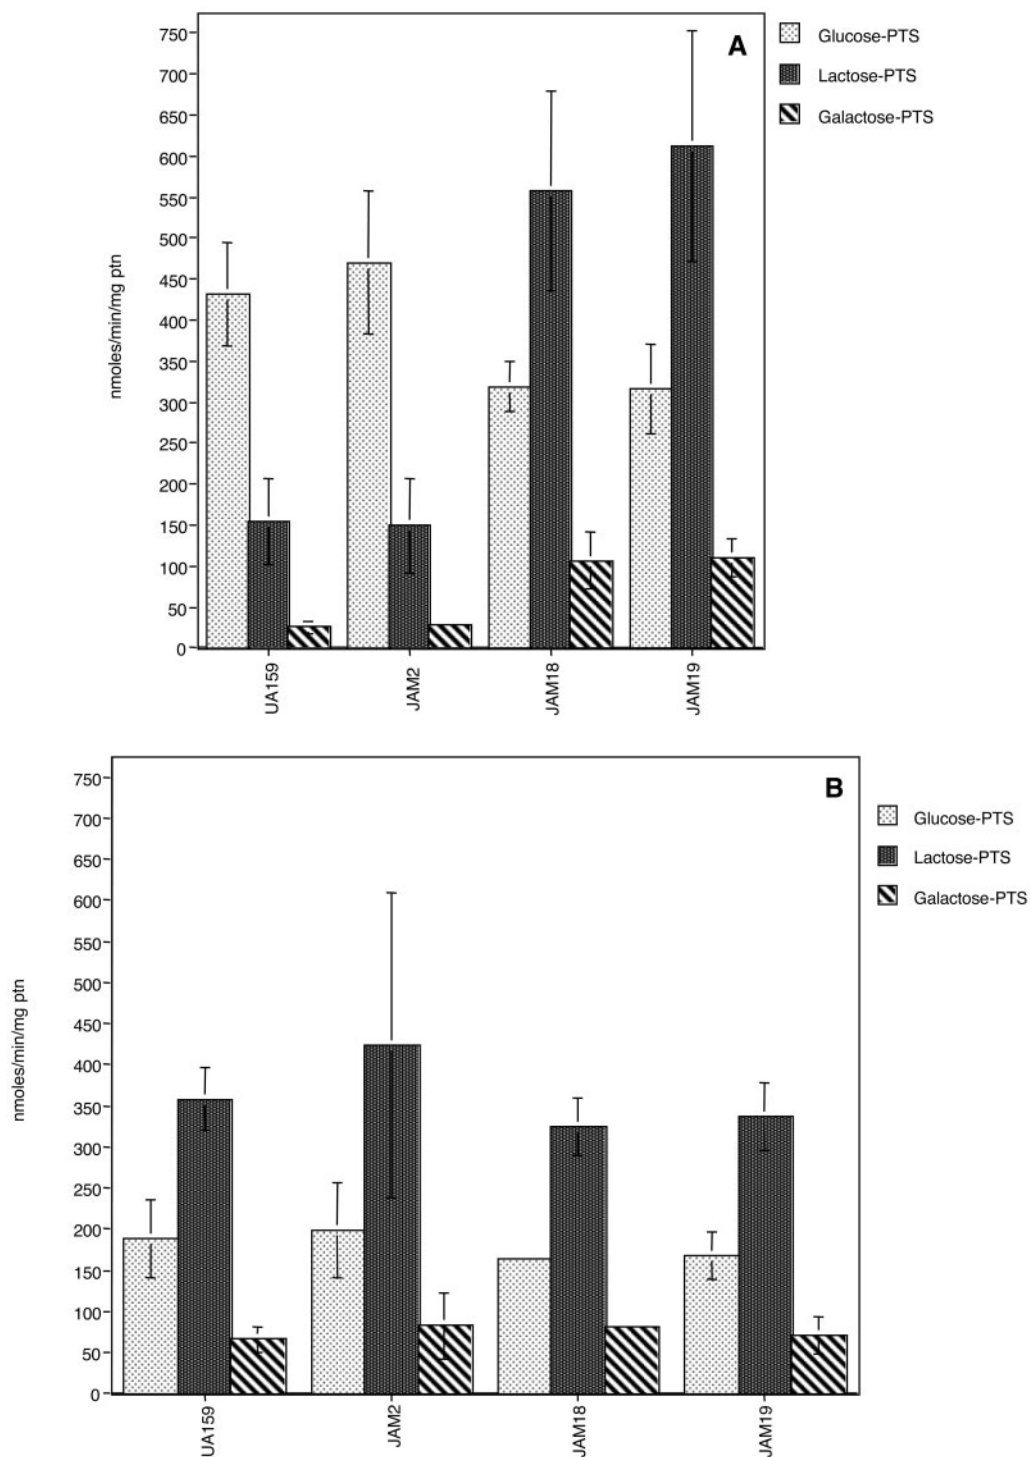 A
Glucose-PTS
Lactose-PTS
Galactose-PTS
nmoles/min/mg ptn
750
700
650
600
550
500
450
400
350
300
250
200
150
100
50
0
UA159
JAM2
JAM18
JAM19
B
Glucose-PTS
Lactose-PTS
Galactose-PTS
nmoles/min/mg ptn
750
700
650
600
550
500
450
400
350
300
250
200
150
100
50
0
UA159
JAM2
JAM18
JAM19